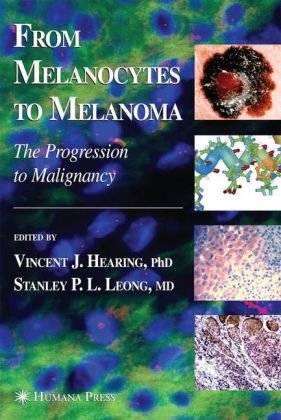 FROM
MELANOCYTES
TO MELANOMA
The Progression
to Malignancy
EDITED BY
VINCENT J. HEARING, PHD
STANLEY P. L. LEONG, MD
HUMANA PRESS